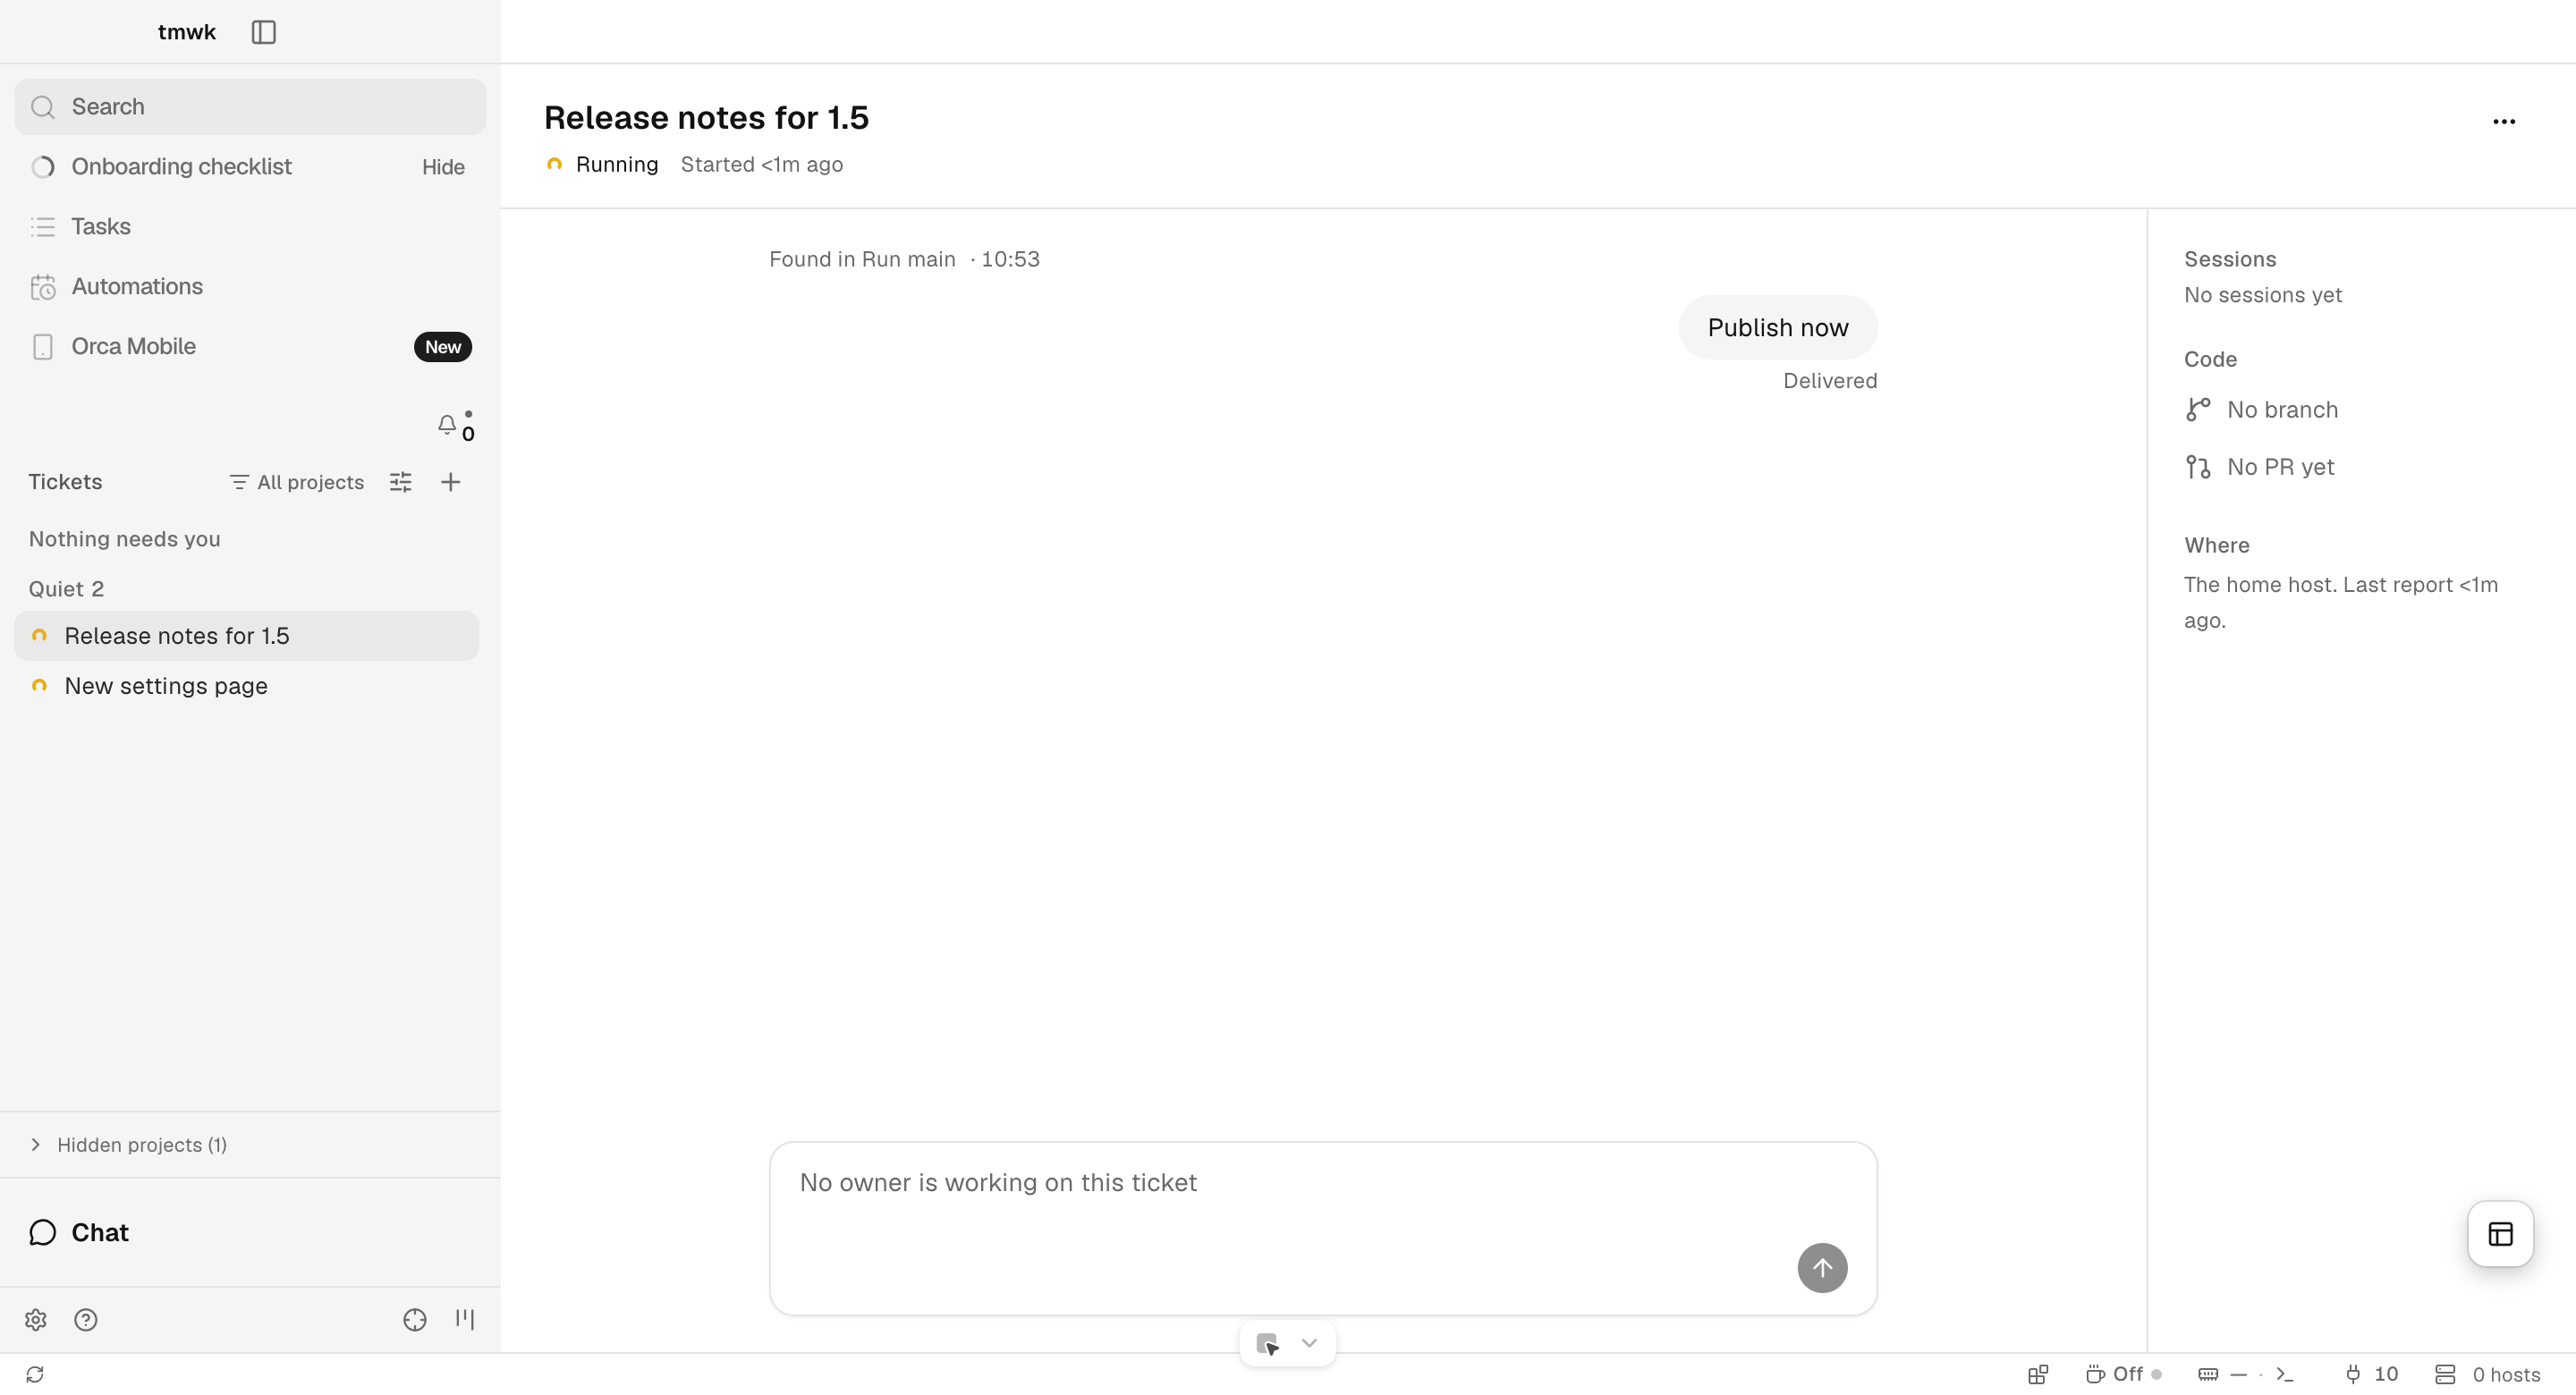 tmwk
Search
Onboarding checklist Hide
Tasks
Automations
Orca Mobile New
0
Tickets All projects
Nothing needs you
Quiet 2
Release notes for 1.5
New settings page
Hidden projects (1)
Chat
Release notes for 1.5
Running Started <1m ago
Found in Run main · 10:53
Publish now
Delivered
No owner is working on this ticket
Sessions
No sessions yet
Code
No branch
No PR yet
Where
The home host. Last report <1m
ago.
Off — · 10 0 hosts